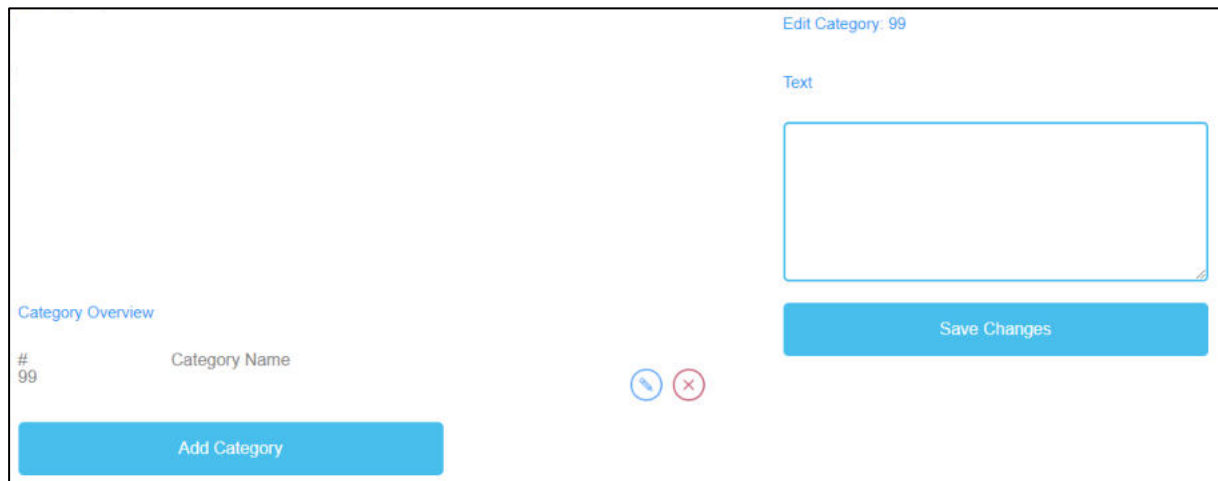 Edit Category: 99
Text
Save Changes
Category Overview
# Category Name
99
Add Category